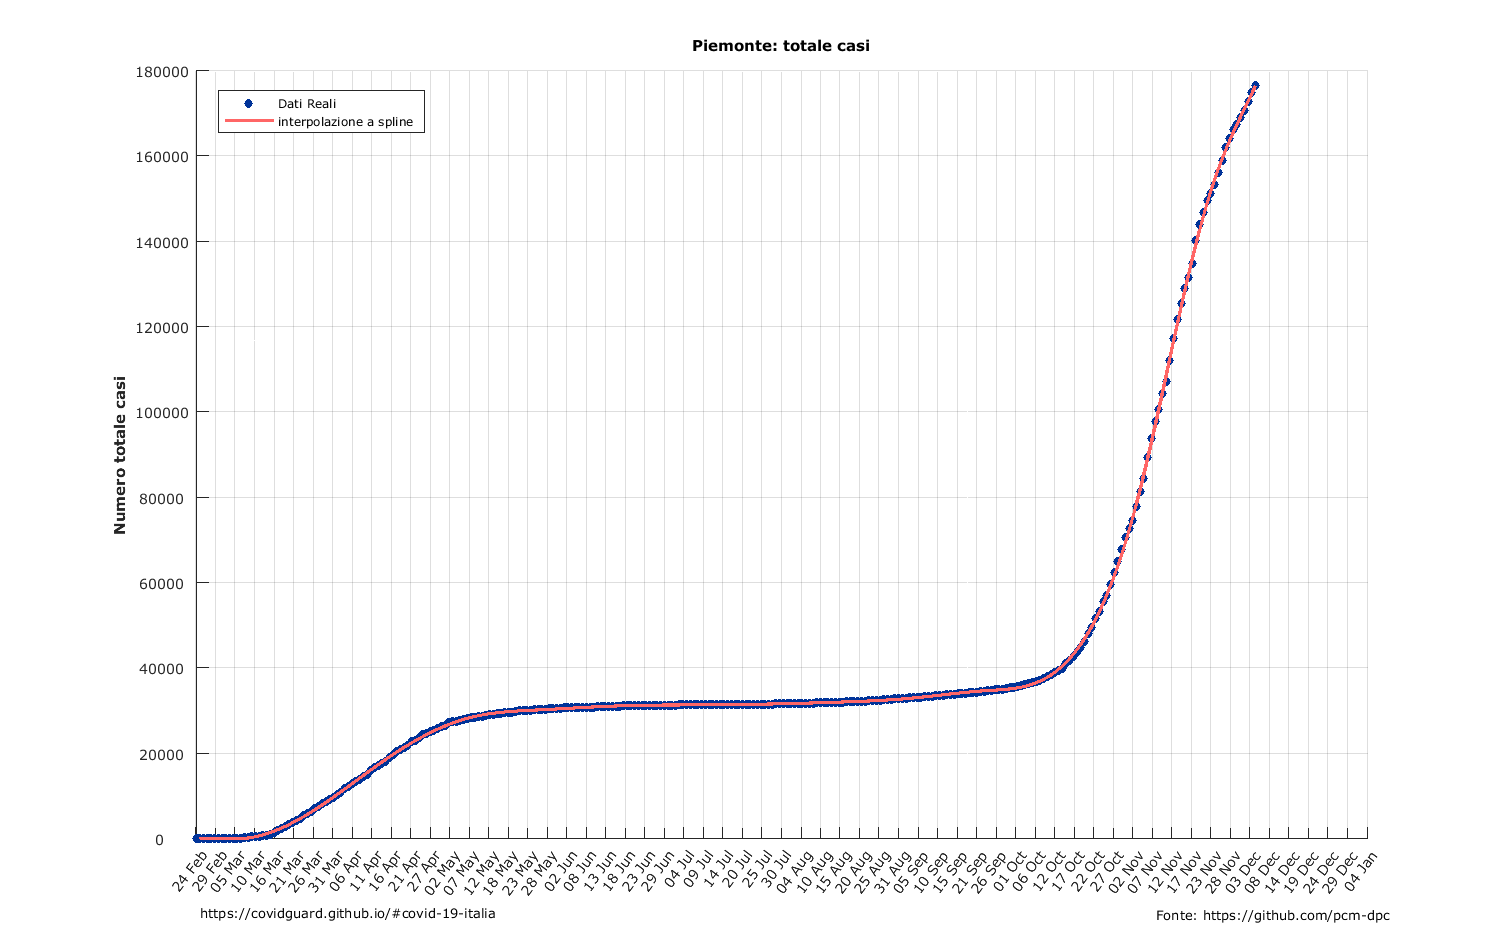 Piemonte: totale casi
Dati Reali
interpolazione a spline
Numero totale casi
180000
160000
140000
120000
100000
80000
60000
40000
20000
0
24 Feb
29 Feb
05 Mar
10 Mar
16 Mar
21 Mar
26 Mar
31 Mar
06 Apr
11 Apr
16 Apr
21 Apr
27 Apr
02 May
07 May
12 May
18 May
23 May
28 May
02 Jun
08 Jun
13 Jun
18 Jun
23 Jun
29 Jun
04 Jul
09 Jul
14 Jul
20 Jul
25 Jul
30 Jul
04 Aug
10 Aug
15 Aug
20 Aug
25 Aug
31 Aug
05 Sep
10 Sep
15 Sep
21 Sep
26 Sep
01 Oct
06 Oct
12 Oct
17 Oct
22 Oct
27 Oct
02 Nov
07 Nov
12 Nov
17 Nov
23 Nov
28 Nov
03 Dec
08 Dec
14 Dec
19 Dec
24 Dec
29 Dec
04 Jan
https://covidguard.github.io/#covid-19-italia
Fonte: https://github.com/pcm-dpc